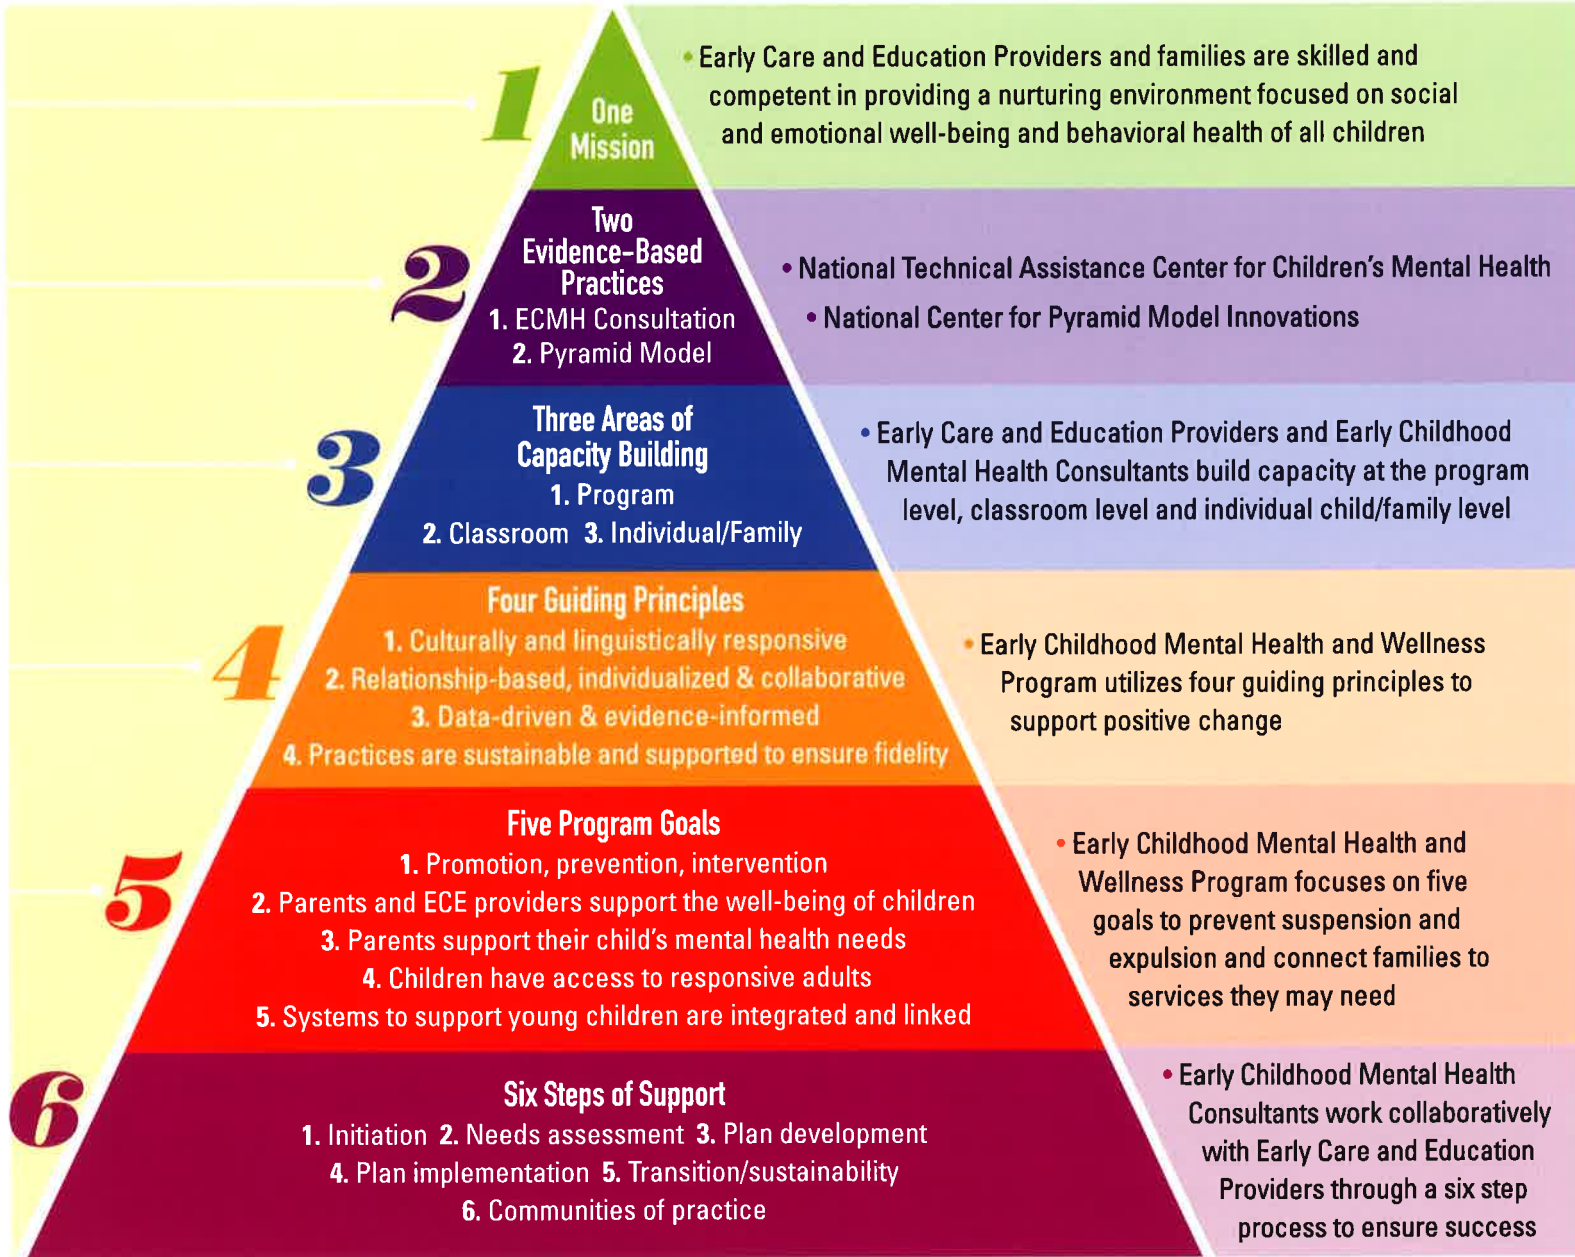 1
One
Mission
• Early Care and Education Providers and families are skilled and
competent in providing a nurturing environment focused on social
and emotional well-being and behavioral health of all children
2
Two
Evidence-Based
Practices
1. ECMH Consultation
2. Pyramid Model
• National Technical Assistance Center for Children's Mental Health
• National Center for Pyramid Model Innovations
3
Three Areas of
Capacity Building
1. Program
2. Classroom 3. Individual/Family
• Early Care and Education Providers and Early Childhood
Mental Health Consultants build capacity at the program
level, classroom level and individual child/family level
4
Four Guiding Principles
1. Culturally and linguistically responsive
2. Relationship-based, individualized & collaborative
3. Data-driven & evidence-informed
4. Practices are sustainable and supported to ensure fidelity
• Early Childhood Mental Health and Wellness
Program utilizes four guiding principles to
support positive change
5
Five Program Goals
1. Promotion, prevention, intervention
2. Parents and ECE providers support the well-being of children
3. Parents support their child's mental health needs
4. Children have access to responsive adults
5. Systems to support young children are integrated and linked
• Early Childhood Mental Health and
Wellness Program focuses on five
goals to prevent suspension and
expulsion and connect families to
services they may need
6
Six Steps of Support
1. Initiation 2. Needs assessment 3. Plan development
4. Plan implementation 5. Transition/sustainability
6. Communities of practice
• Early Childhood Mental Health
Consultants work collaboratively
with Early Care and Education
Providers through a six step
process to ensure success